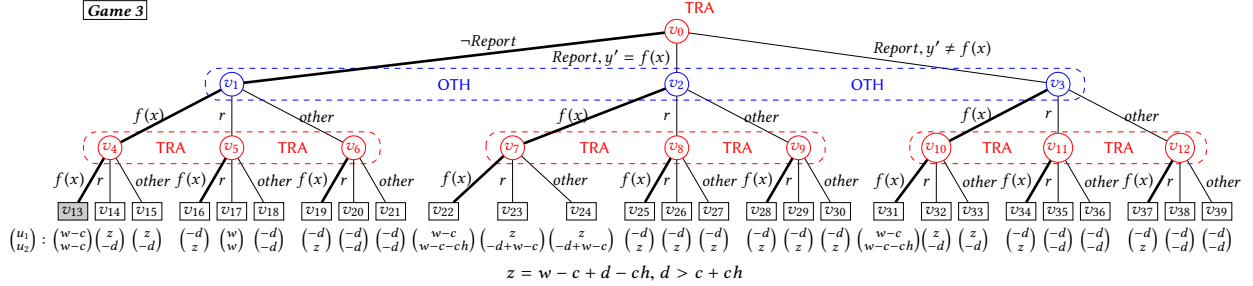 Game 3
TRA
v0
¬Report
Report, y′ = f(x)
Report, y′ ≠ f(x)
v1 OTH v2 OTH v3
f(x) r other f(x) r other f(x) r other
v4 TRA v5 TRA v6 v7 TRA v8 TRA v9 v10 TRA v11 TRA v12
f(x) r other f(x) r other f(x) r other f(x) r other f(x) r other f(x) r other f(x) r other f(x) r other f(x) r other
v13 v14 v15 v16 v17 v18 v19 v20 v21 v22 v23 v24 v25 v26 v27 v28 v29 v30 v31 v32 v33 v34 v35 v36 v37 v38 v39
(u1 : w−c z z −d w −d −d −d −d w−c z z −d −d −d −d −d −d w−c z z −d −d −d −d −d −d
u2) : w−c −d −d z w −d z −d −d w−c−ch −d+w−c −d+w−c z z z z z z w−c−ch −d −d z −d −d z −d −d
z = w − c + d − ch, d > c + ch